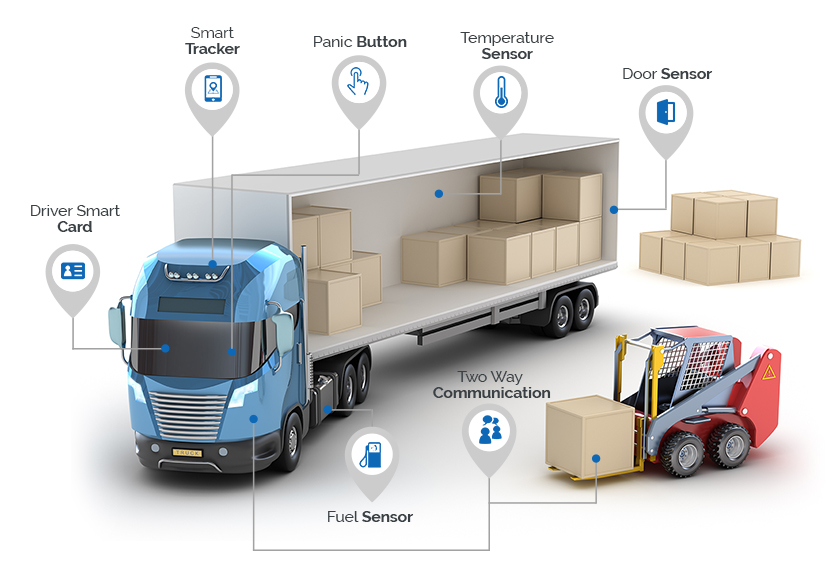 Smart
Tracker
Panic Button
Temperature
Sensor
Door Sensor
Driver Smart
Card
Two Way
Communication
Fuel Sensor
TRUCK